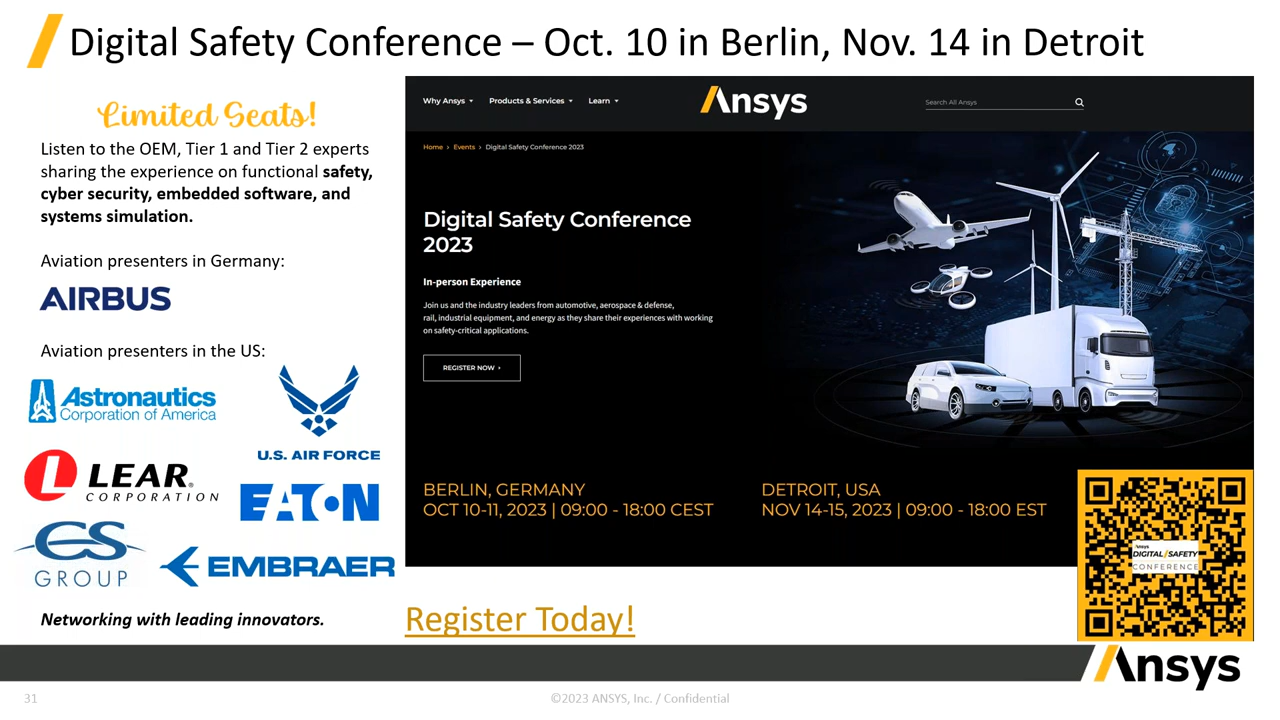 Digital Safety Conference – Oct. 10 in Berlin, Nov. 14 in Detroit
Limited Seats!
Listen to the OEM, Tier 1 and Tier 2 experts
sharing the experience on functional safety,
cyber security, embedded software, and
systems simulation.
Aviation presenters in Germany:
AIRBUS
Aviation presenters in the US:
Astronautics
Corporation of America
U.S. AIR FORCE
LEAR®
CORPORATION
EATON
CS
GROUP
EMBRAER
Networking with leading innovators.
Why Ansys
Products & Services
Learn
Ansys
Search All Ansys
Home › Events › Digital Safety Conference 2023
Digital Safety Conference
2023
In-person Experience
Join us and the industry leaders from automotive, aerospace & defense,
rail, industrial equipment, and energy as they share their experiences with working
on safety-critical applications.
REGISTER NOW ›
BERLIN, GERMANY
OCT 10-11, 2023 | 09:00 - 18:00 CEST
DETROIT, USA
NOV 14-15, 2023 | 09:00 - 18:00 EST
Ansys
DIGITAL/SAFETY
CONFERENCE
Register Today!
Ansys
31
©2023 ANSYS, Inc. / Confidential